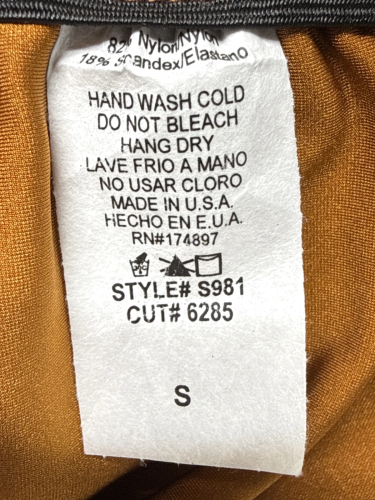 82% Nylon/Nylon
18% Spandex/Elastano
HAND WASH COLD
DO NOT BLEACH
HANG DRY
LAVE FRIO A MANO
NO USAR CLORO
MADE IN U.S.A.
HECHO EN E.U.A.
RN#174897
STYLE# S981
CUT# 6285
S